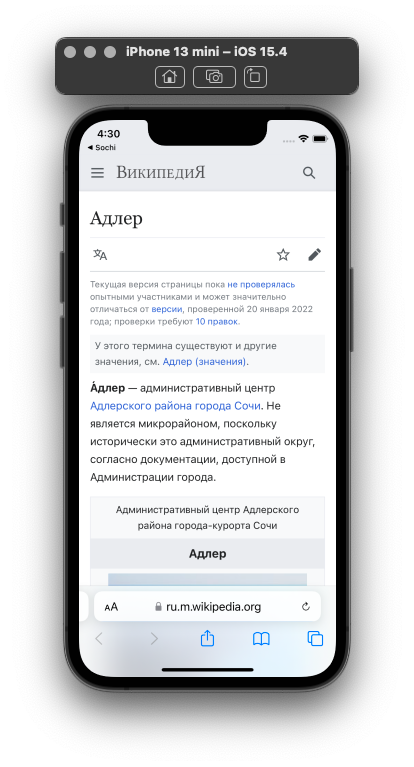 iPhone 13 mini – iOS 15.4
4:30
◀ Sochi
ВикипедиЯ
Адлер
Текущая версия страницы пока не проверялась
опытными участниками и может значительно
отличаться от версии, проверенной 20 января 2022
года; проверки требуют 10 правок.
У этого термина существуют и другие
значения, см. Адлер (значения).
А́длер — административный центр
Адлерского района города Сочи. Не
является микрорайоном, поскольку
исторически это административный округ,
согласно документации, доступной в
Администрации города.
Административный центр Адлерского
района города-курорта Сочи
Адлер
AA ru.m.wikipedia.org